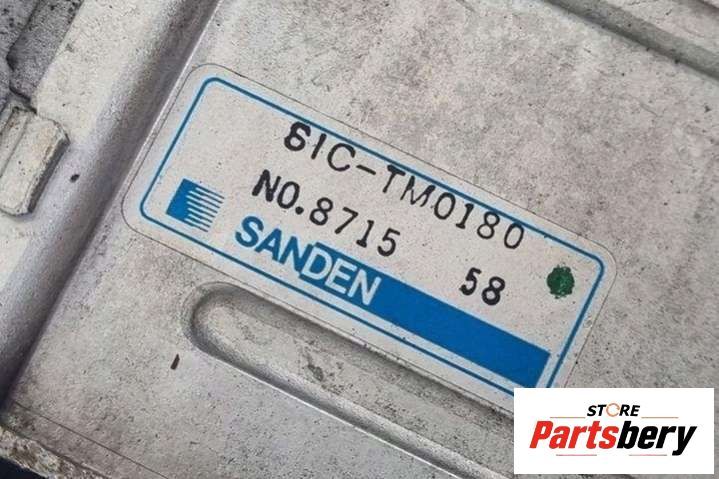 SIC-TM0180
NO.8715 58
SANDEN
STORE
Partsbery